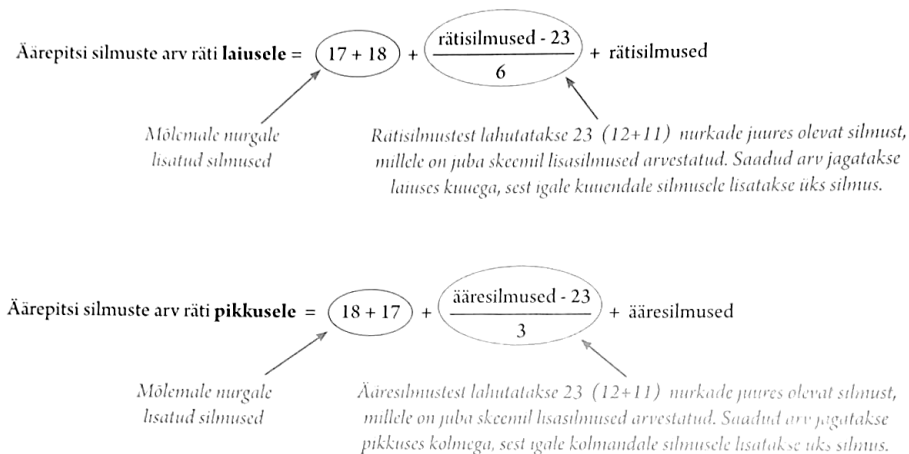 Äärepitsi silmuste arv räti laiusele = 17 + 18 + rätisilmused - 23 / 6 + rätisilmused
Mõlemale nurgale
lisatud silmused
Rätisilmustest lahutatakse 23 (12+11) nurkade juures olevat silmust,
millele on juba skeemil lisasilmused arvestatud. Saadud arv jagatakse
laiuses kuuega, sest igale kuuendale silmusele lisatakse üks silmus.
Äärepitsi silmuste arv räti pikkusele = 18 + 17 + ääresilmused - 23 / 3 + ääresilmused
Mõlemale nurgale
lisatud silmused
Ääresilmustest lahutatakse 23 (12+11) nurkade juures olevat silmust,
millele on juba skeemil lisasilmused arvestatud. Saadud arv jagatakse
pikkuses kolmega, sest igale kolmandale silmusele lisatakse üks silmus.